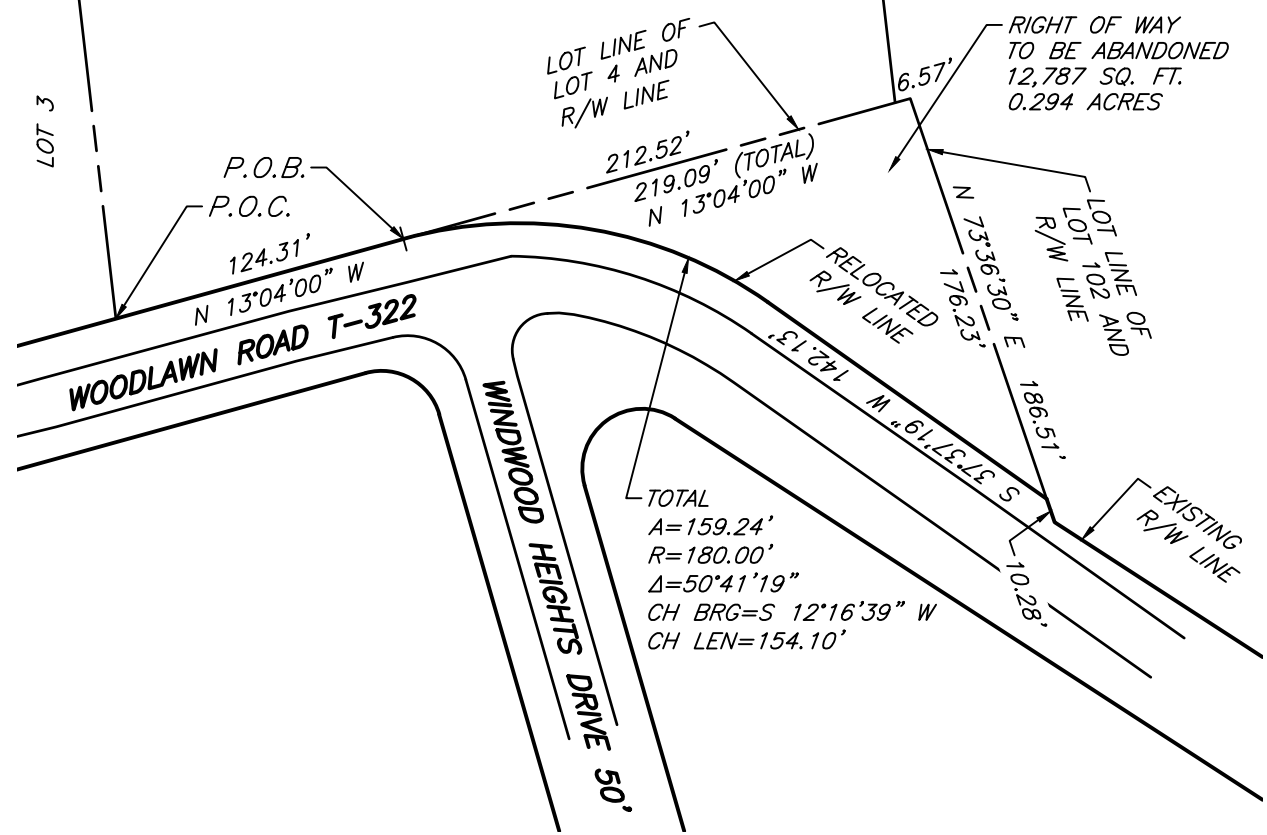 RIGHT OF WAY
TO BE ABANDONED
12,787 SQ. FT.
0.294 ACRES
6.57'
LOT LINE OF
LOT 4 AND
R/W LINE
LOT 3
P.O.B.
P.O.C.
212.52'
219.09' (TOTAL)
N 13°04'00" W
124.31'
N 13°04'00" W
WOODLAWN ROAD T-322
N 73°36'30" E
176.23'
186.51'
LOT LINE OF
LOT 102 AND
R/W LINE
RELOCATED
R/W LINE
S 37°37'19" W 142.13'
WINDWOOD HEIGHTS DRIVE 50'
TOTAL
A=159.24'
R=180.00'
Δ=50°41'19"
CH BRG=S 12°16'39" W
CH LEN=154.10'
10.28'
EXISTING
R/W LINE